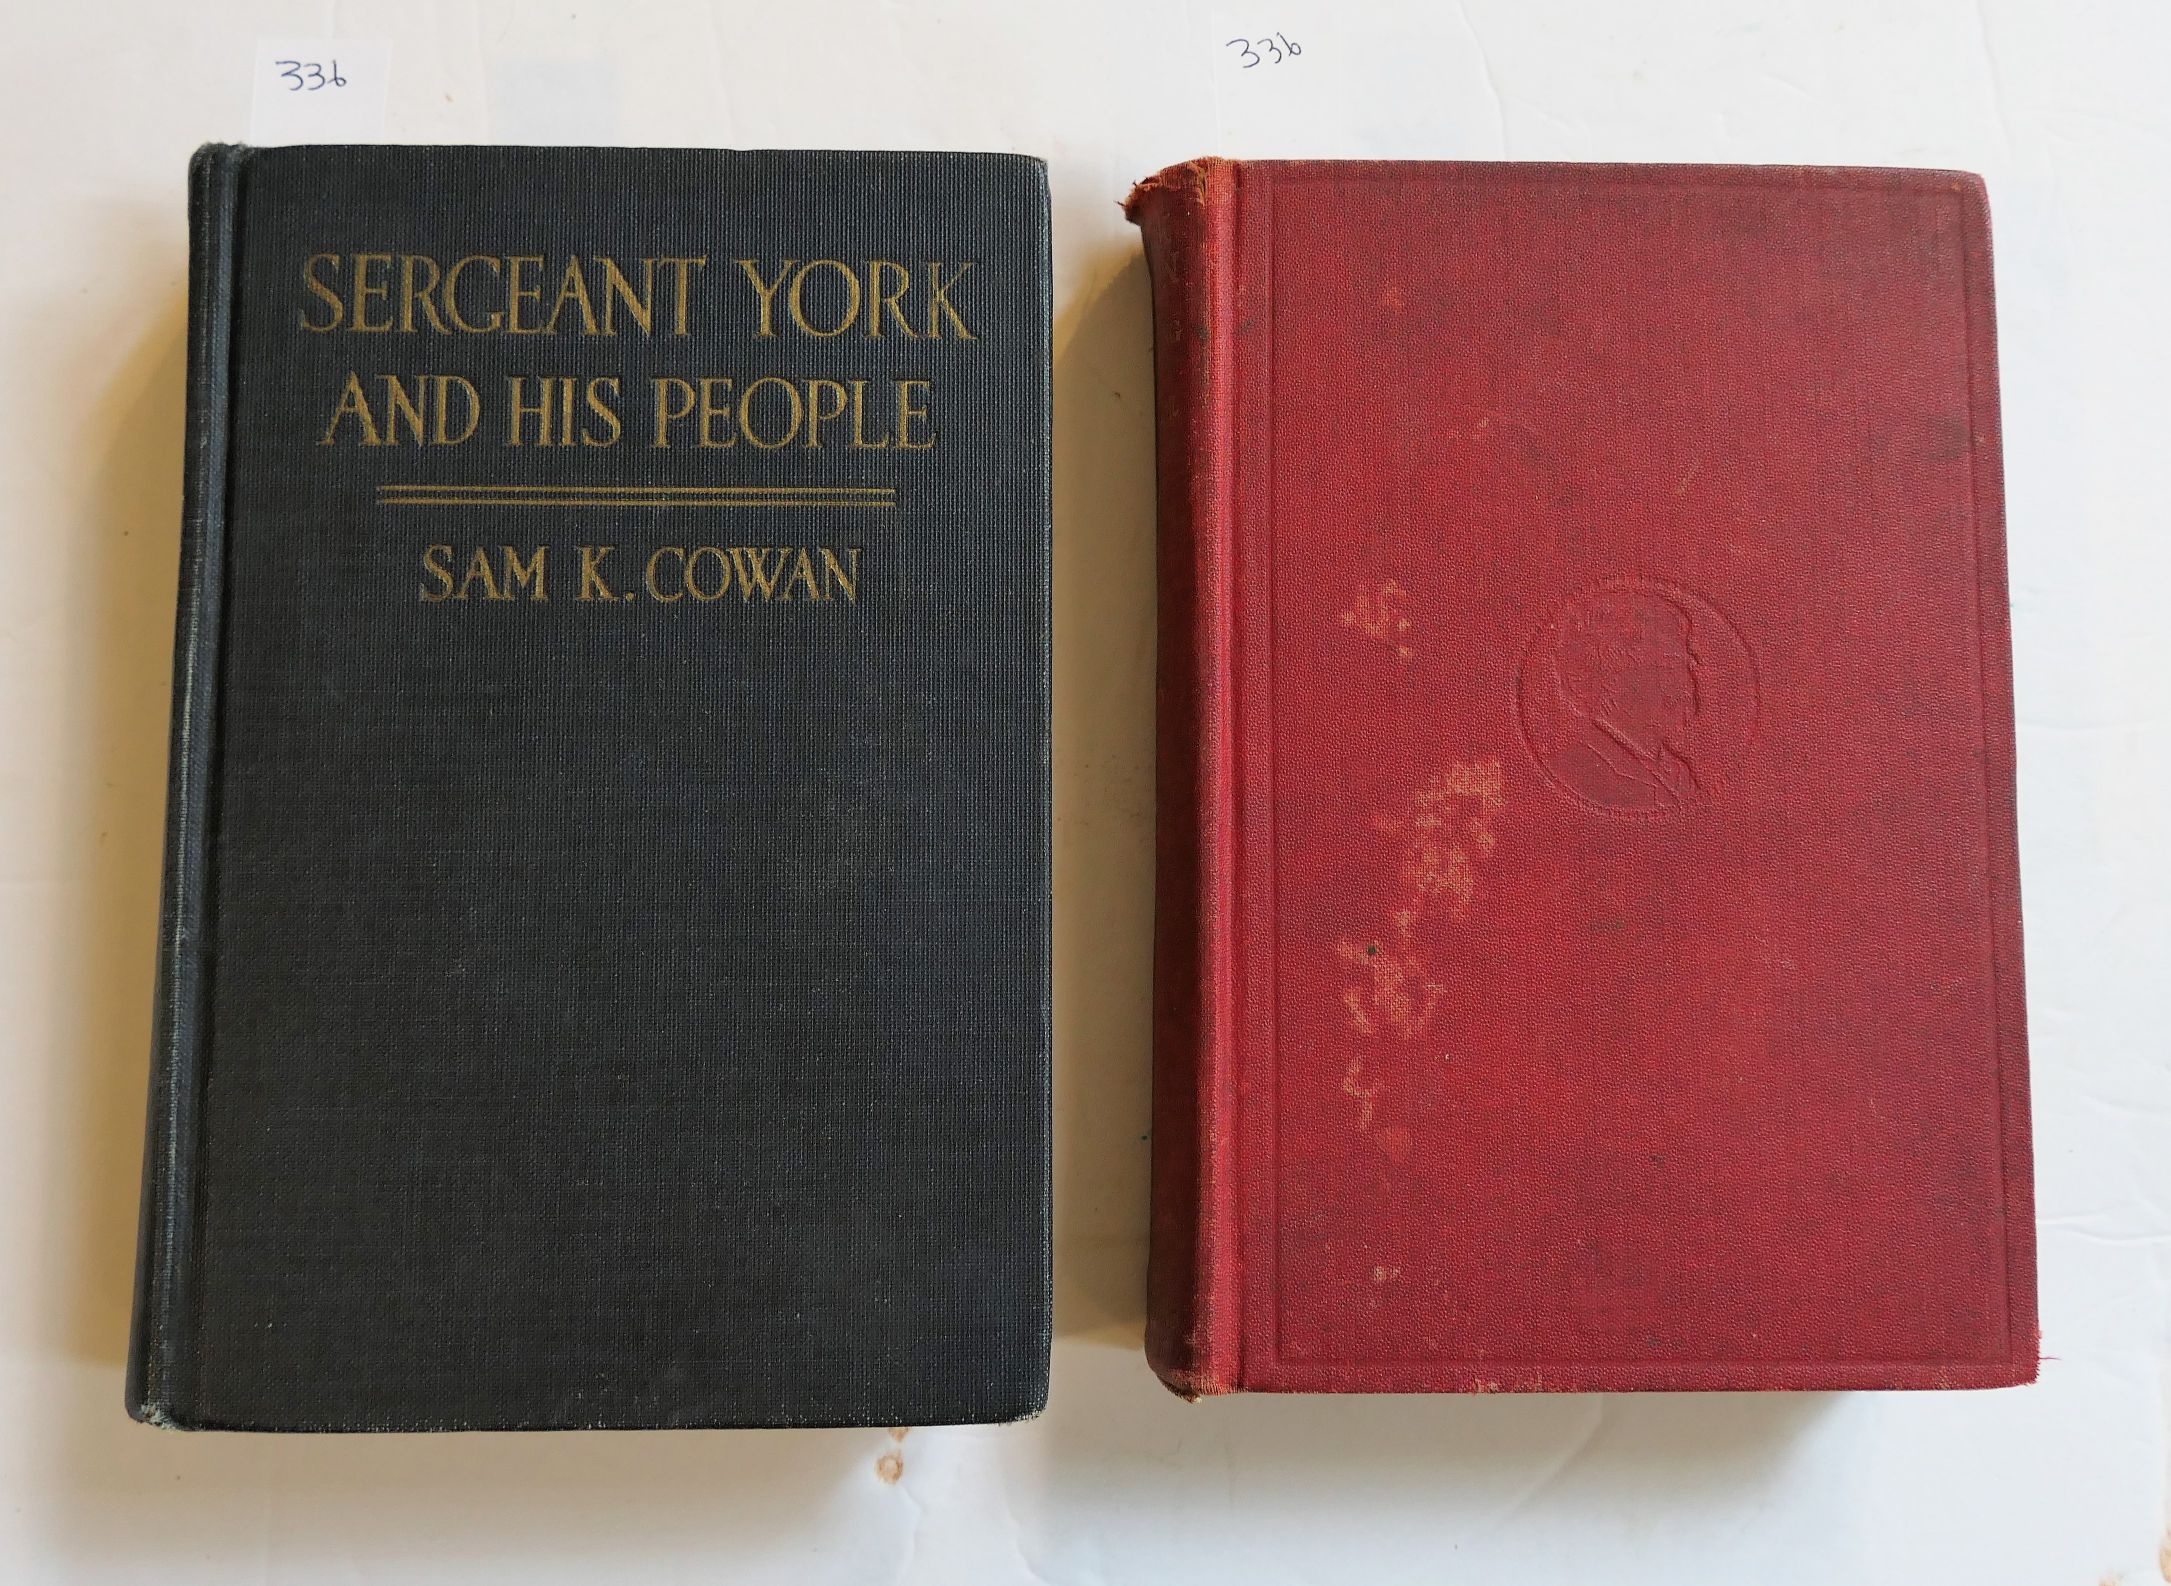 336
336
SERGEANT YORK
AND HIS PEOPLE
SAM K. COWAN